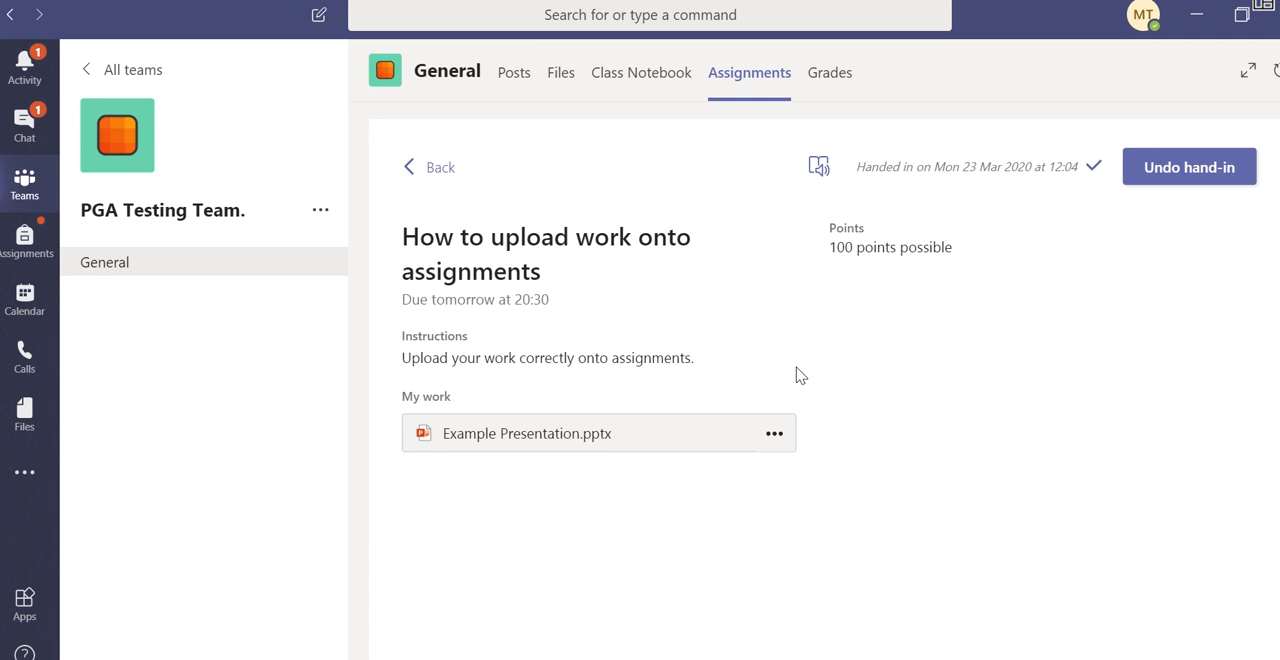 Search for or type a command
MT
1
Activity
1
Chat
Teams
Assignments
Calendar
Calls
Files
Apps
All teams
PGA Testing Team.
General
General Posts Files Class Notebook Assignments Grades
Back
Handed in on Mon 23 Mar 2020 at 12:04
Undo hand-in
How to upload work onto
assignments
Due tomorrow at 20:30
Points
100 points possible
Instructions
Upload your work correctly onto assignments.
My work
Example Presentation.pptx